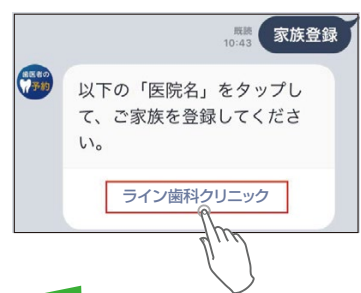 既読
10:43
家族登録
歯医者の
予約
以下の「医院名」をタップし
て、ご家族を登録してくださ
い。
ライン歯科クリニック